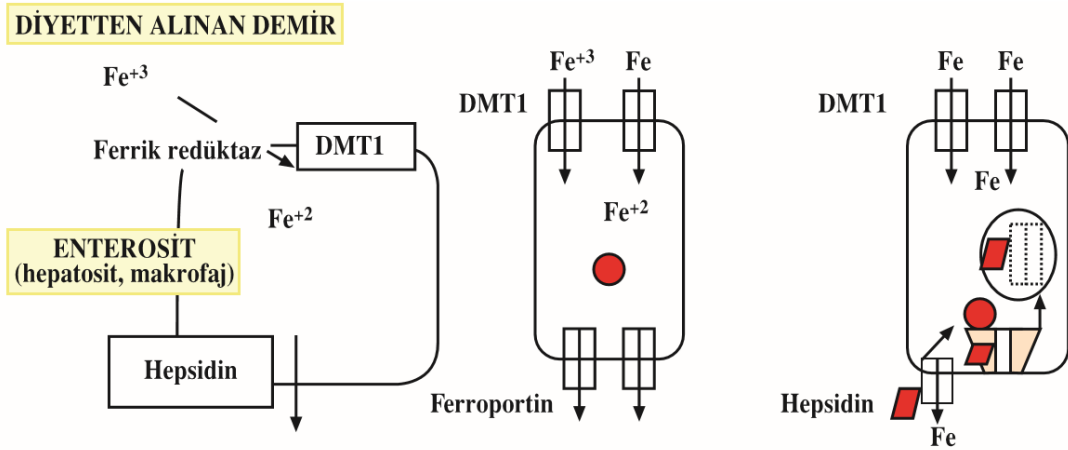 DİYETTEN ALINAN DEMİR
Fe+3
Ferrik redüktaz
DMT1
Fe+2
ENTEROSİT
(hepatosit, makrofaj)
Hepsidin
Fe+3 Fe
DMT1
Fe+2
Ferroportin
Fe Fe
DMT1
Fe
Hepsidin
Fe